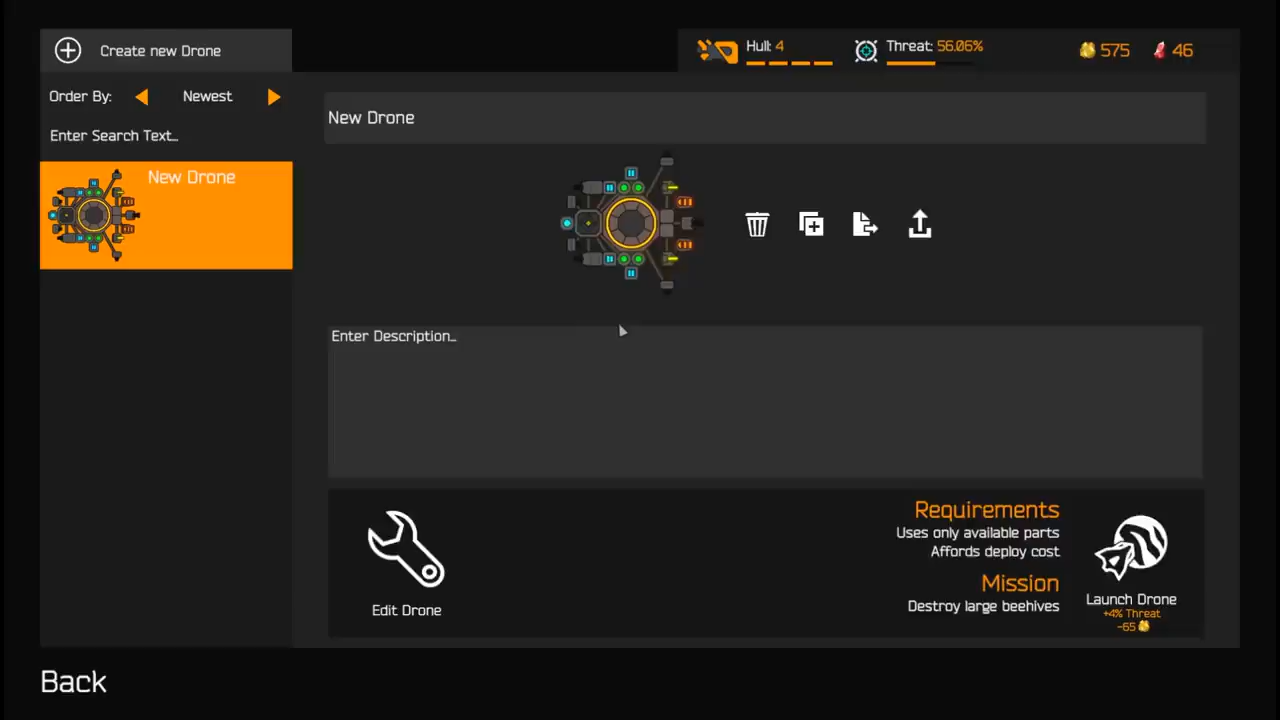 Create new Drone
Hull: 4
Threat: 56.06%
575
46
Order By:
Newest
Enter Search Text...
New Drone
New Drone
Enter Description...
Edit Drone
Requirements
Uses only available parts
Affords deploy cost
Mission
Destroy large beehives
Launch Drone
+4% Threat
-65
Back